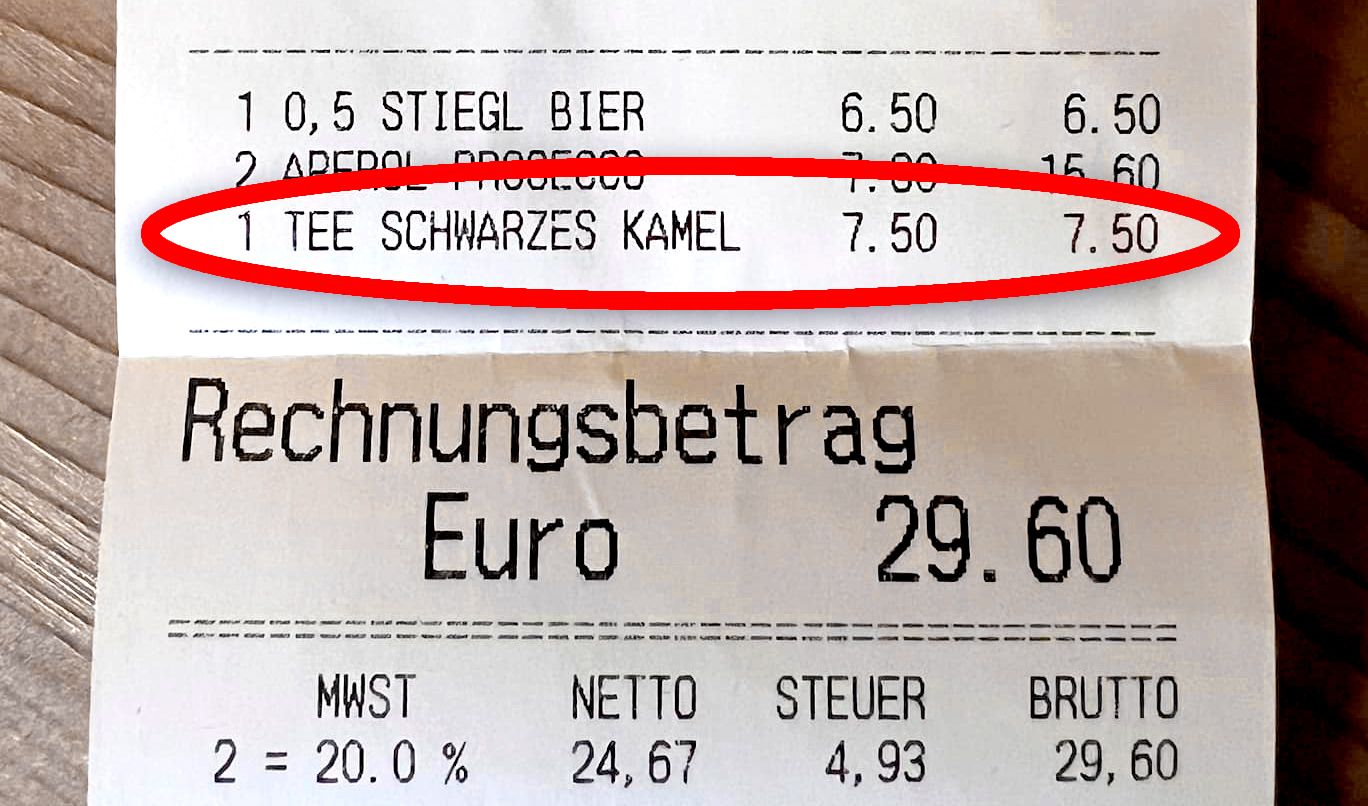 1 0,5 STIEGL BIER 6.50 6.50
2 APEROL PROSECCO 7.80 15.60
1 TEE SCHWARZES KAMEL 7.50 7.50
Rechnungsbetrag
Euro 29.60
MWST NETTO STEUER BRUTTO
2 = 20.0 % 24,67 4,93 29,60